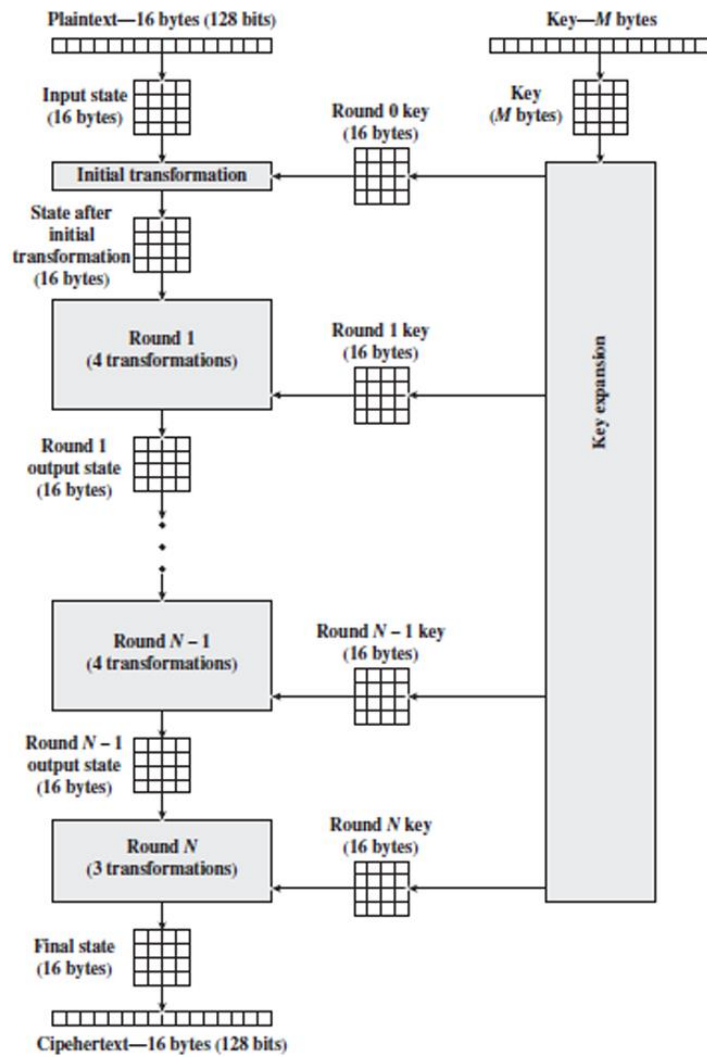 Plaintext—16 bytes (128 bits)
Key—M bytes
Input state
(16 bytes)
Round 0 key
(16 bytes)
Key
(M bytes)
Initial transformation
State after
initial
transformation
(16 bytes)
Round 1
(4 transformations)
Round 1 key
(16 bytes)
Key expansion
Round 1
output state
(16 bytes)
Round N – 1
(4 transformations)
Round N – 1 key
(16 bytes)
Round N – 1
output state
(16 bytes)
Round N
(3 transformations)
Round N key
(16 bytes)
Final state
(16 bytes)
Cipehertext—16 bytes (128 bits)